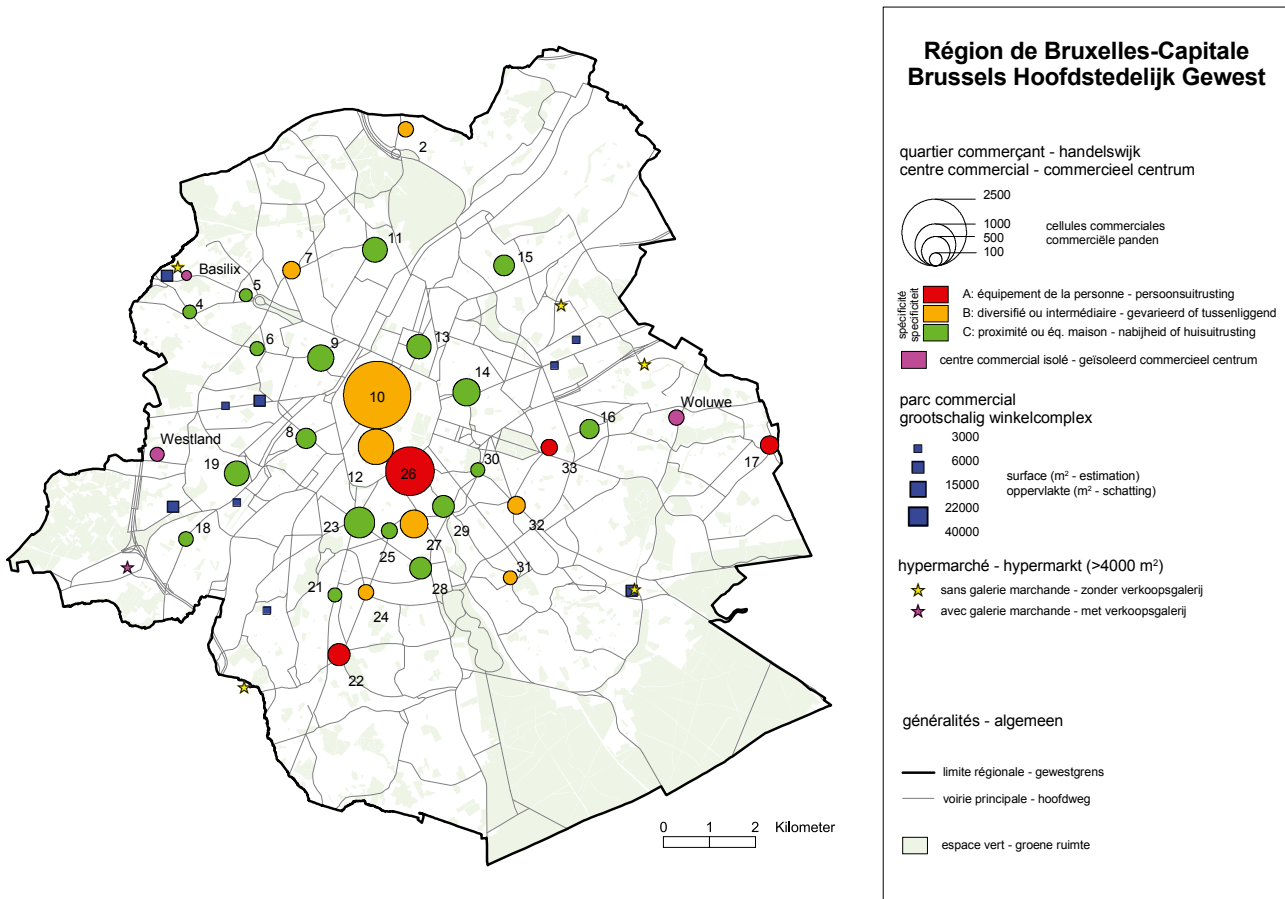 2
11
7
15
Basilix
5
4
6
9
13
10
14
Woluwe
16
8
Westland
33
17
12
26
30
19
23
29
32
18
25
27
31
21
28
24
22
0 1 2 Kilometer
Région de Bruxelles-Capitale
Brussels Hoofdstedelijk Gewest
quartier commerçant - handelswijk
centre commercial - commercieel centrum
2500
1000
500
100
cellules commerciales
commerciële panden
spécificité
specificiteit
A: équipement de la personne - persoonsuitrusting
B: diversifié ou intermédiaire - gevarieerd of tussenliggend
C: proximité ou éq. maison - nabijheid of huisuitrusting
centre commercial isolé - geïsoleerd commercieel centrum
parc commercial
grootschalig winkelcomplex
3000
6000
15000
22000
40000
surface (m² - estimation)
oppervlakte (m² - schatting)
hypermarché - hypermarkt (>4000 m²)
sans galerie marchande - zonder verkoopsgalerij
avec galerie marchande - met verkoopsgalerij
généralités - algemeen
limite régionale - gewestgrens
voirie principale - hoofdweg
espace vert - groene ruimte